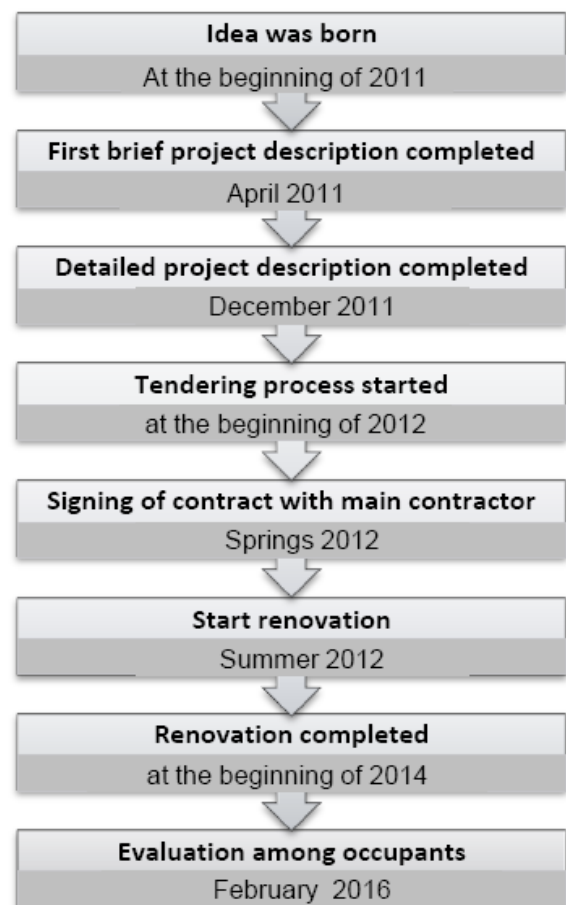 Idea was born
At the beginning of 2011
First brief project description completed
April 2011
Detailed project description completed
December 2011
Tendering process started
at the beginning of 2012
Signing of contract with main contractor
Springs 2012
Start renovation
Summer 2012
Renovation completed
at the beginning of 2014
Evaluation among occupants
February 2016